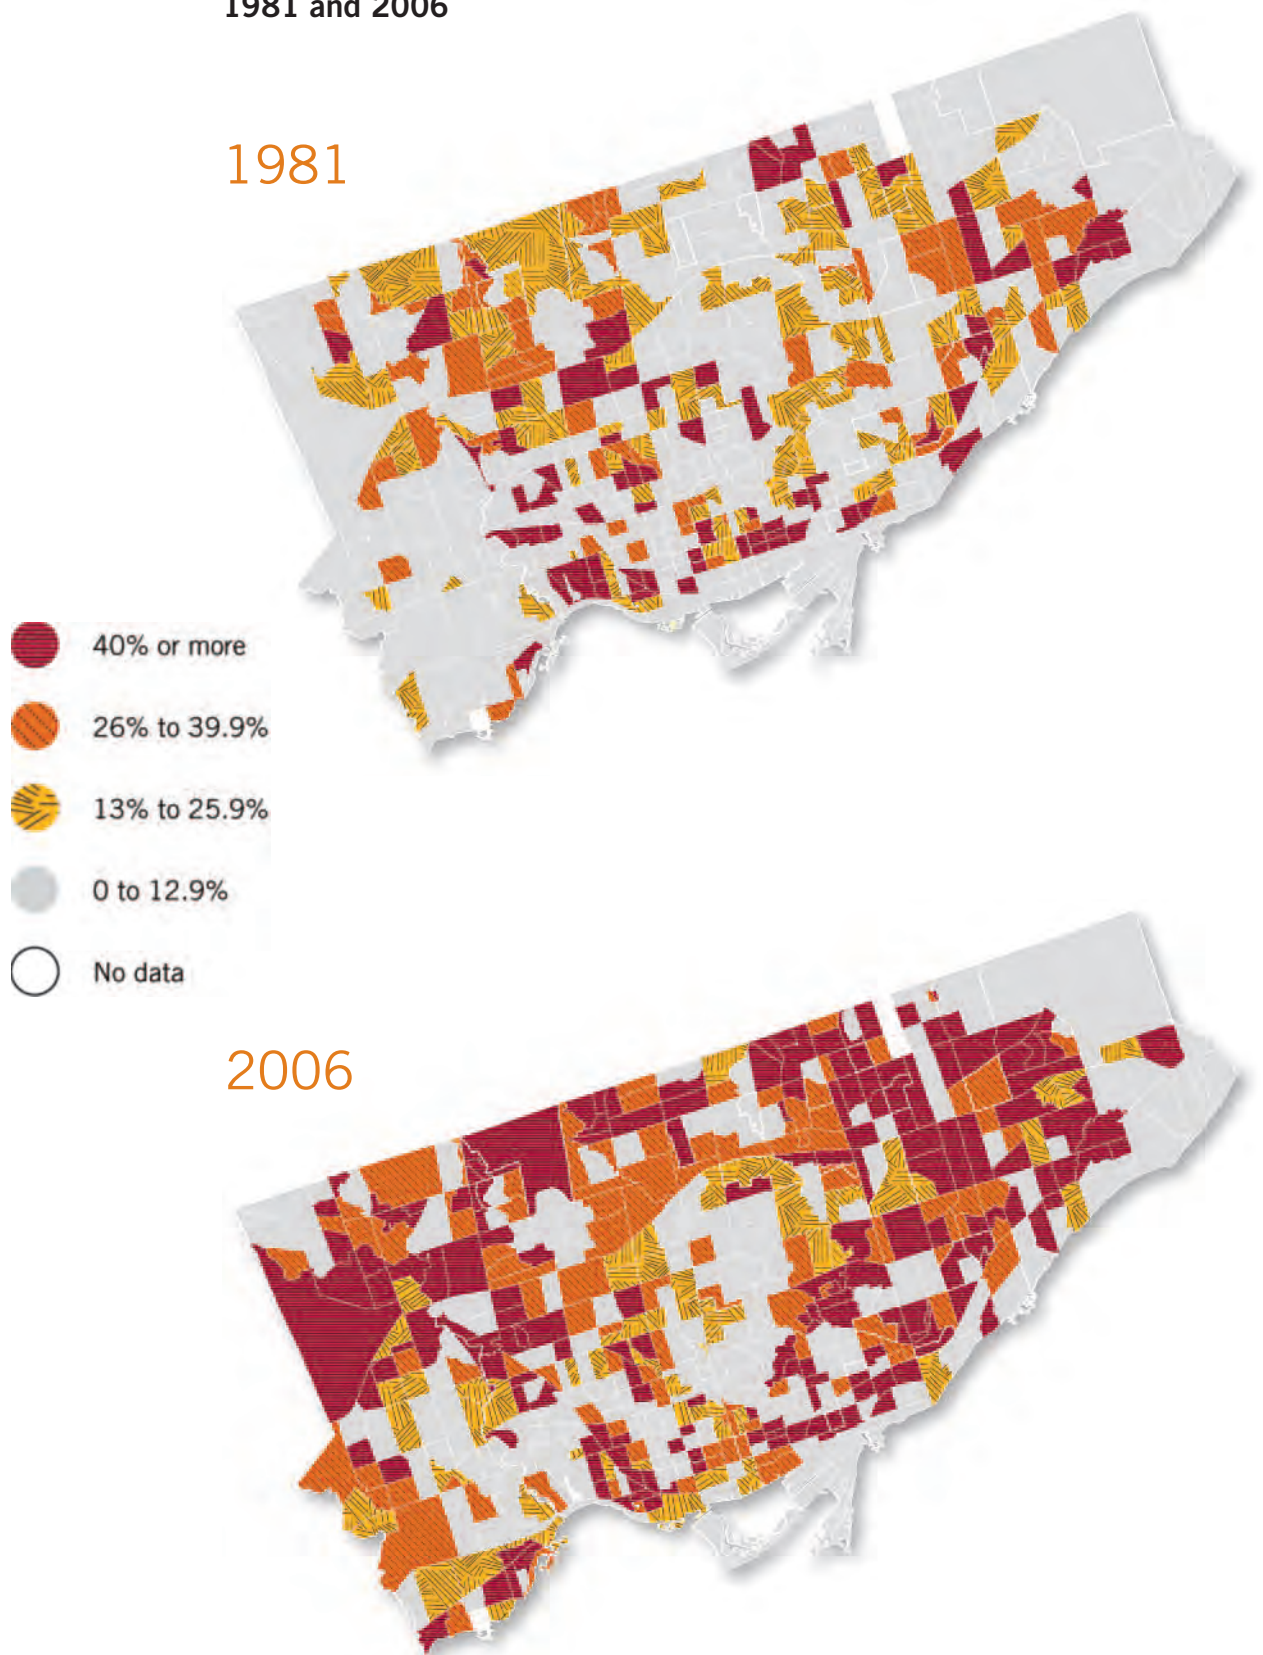 1981 and 2006
1981
40% or more
26% to 39.9%
13% to 25.9%
0 to 12.9%
No data
2006